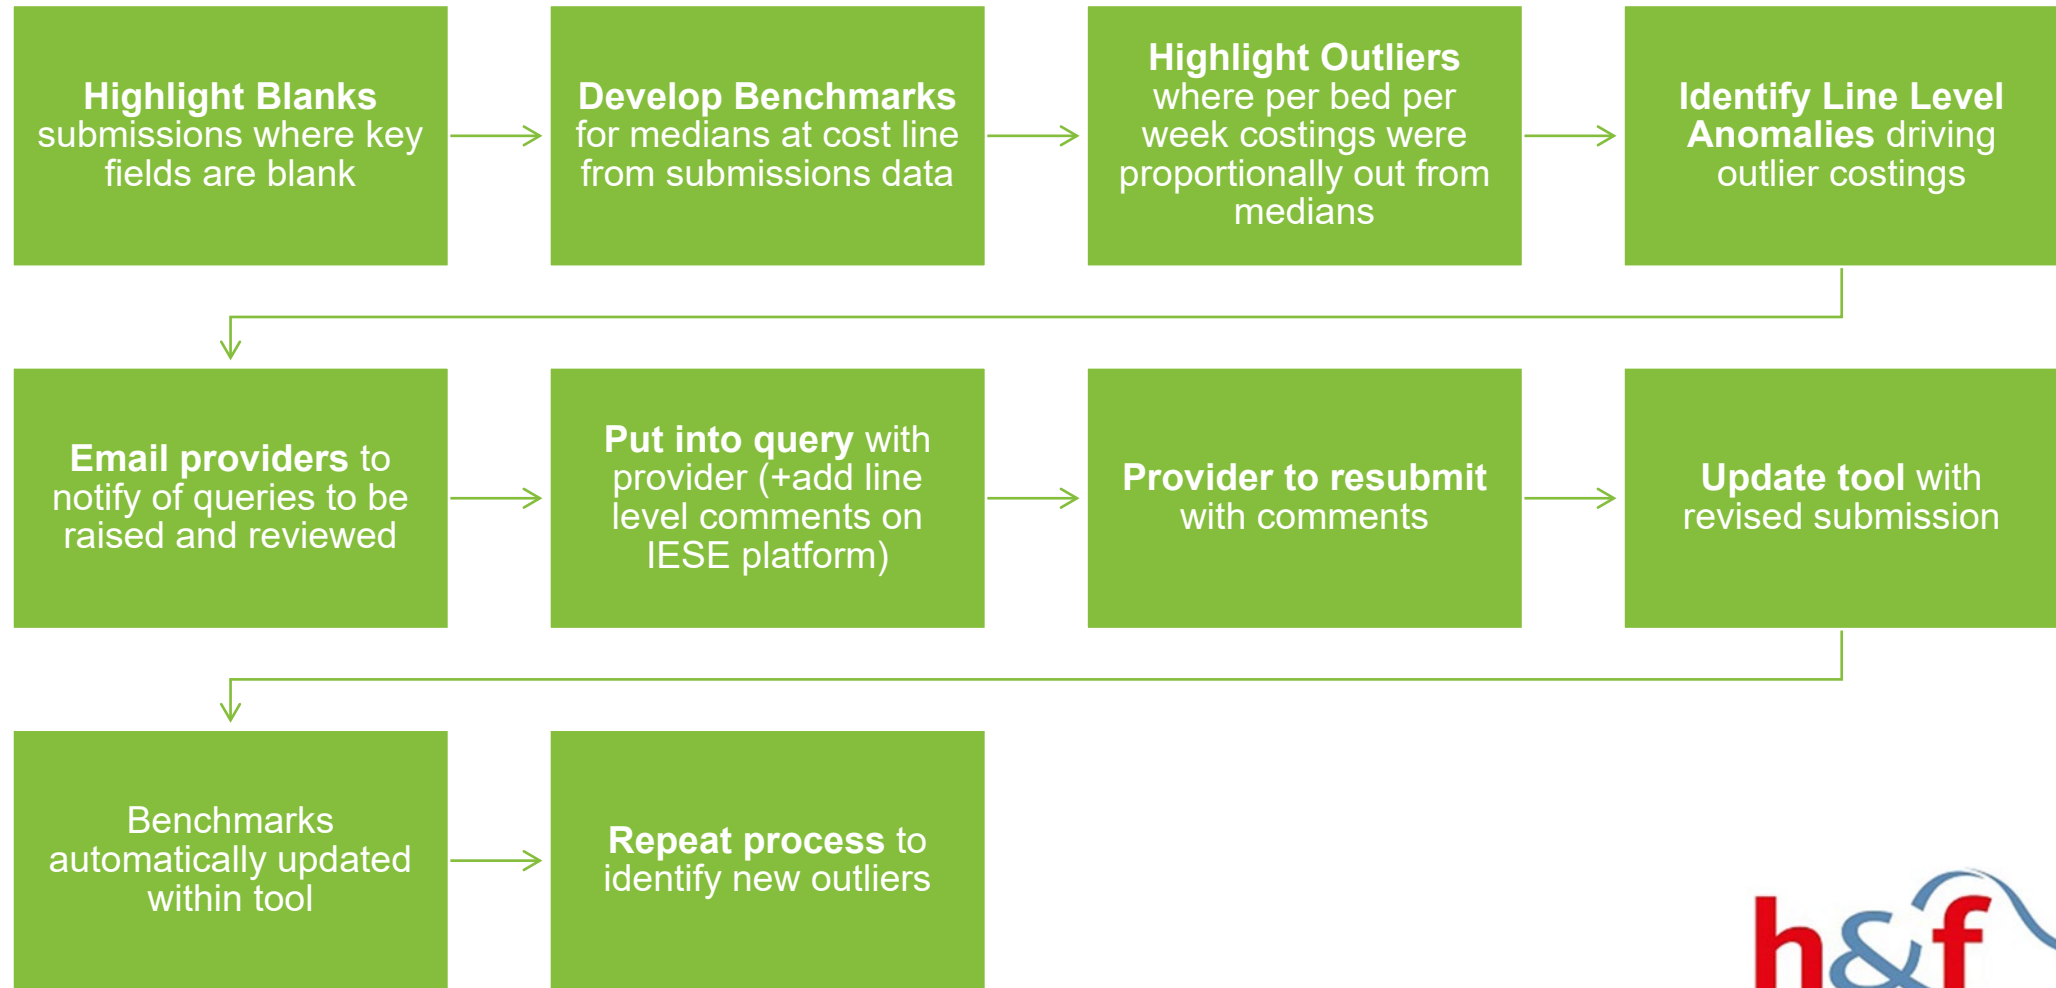 Highlight Blanks
submissions where key
fields are blank
Develop Benchmarks
for medians at cost line
from submissions data
Highlight Outliers
where per bed per
week costings were
proportionally out from
medians
Identify Line Level
Anomalies driving
outlier costings
Email providers to
notify of queries to be
raised and reviewed
Put into query with
provider (+add line
level comments on
IESE platform)
Provider to resubmit
with comments
Update tool with
revised submission
Benchmarks
automatically updated
within tool
Repeat process to
identify new outliers
h&f